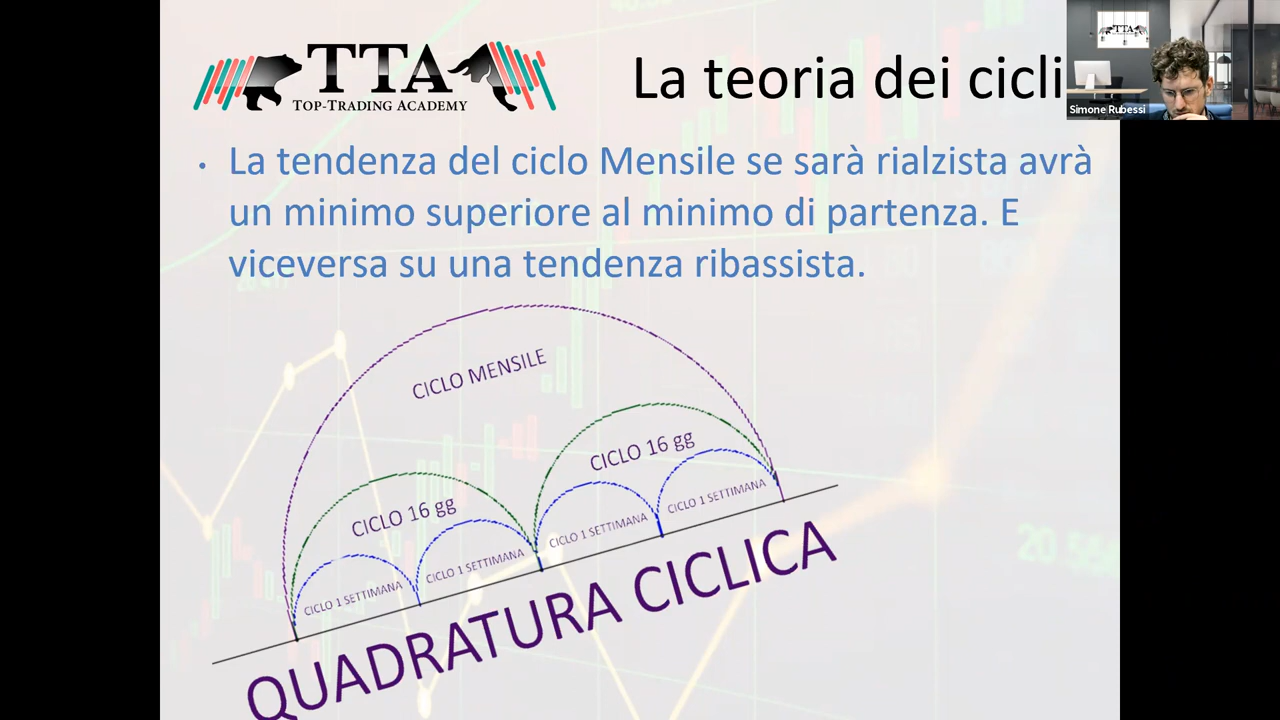 TTA
TOP-TRADING ACADEMY
La teoria dei cicli
TTA
Simone Rubessi
• La tendenza del ciclo Mensile se sarà rialzista avrà
un minimo superiore al minimo di partenza. E
viceversa su una tendenza ribassista.
CICLO MENSILE
CICLO 16 gg
CICLO 16 gg
CICLO 1 SETTIMANA
CICLO 1 SETTIMANA
CICLO 1 SETTIMANA
CICLO 1 SETTIMANA
QUADRATURA CICLICA